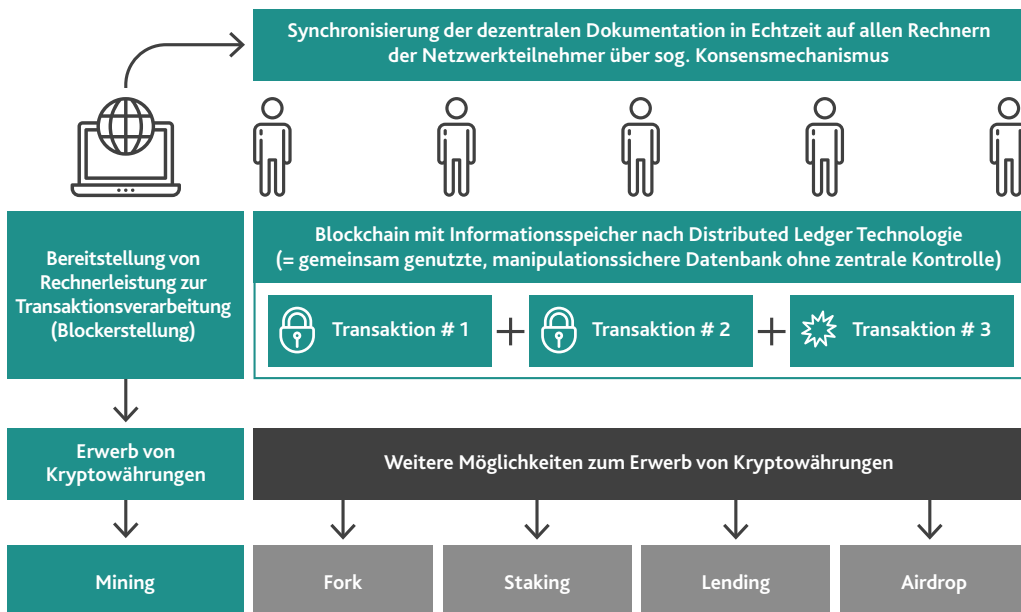 Synchronisierung der dezentralen Dokumentation in Echtzeit auf allen Rechnern
der Netzwerkteilnehmer über sog. Konsensmechanismus
Bereitstellung von
Rechnerleistung zur
Transaktionsverarbeitung
(Blockerstellung)
Blockchain mit Informationsspeicher nach Distributed Ledger Technologie
(= gemeinsam genutzte, manipulationssichere Datenbank ohne zentrale Kontrolle)
Transaktion # 1
+
Transaktion # 2
+
Transaktion # 3
Erwerb von
Kryptowährungen
Weitere Möglichkeiten zum Erwerb von Kryptowährungen
Mining
Fork
Staking
Lending
Airdrop